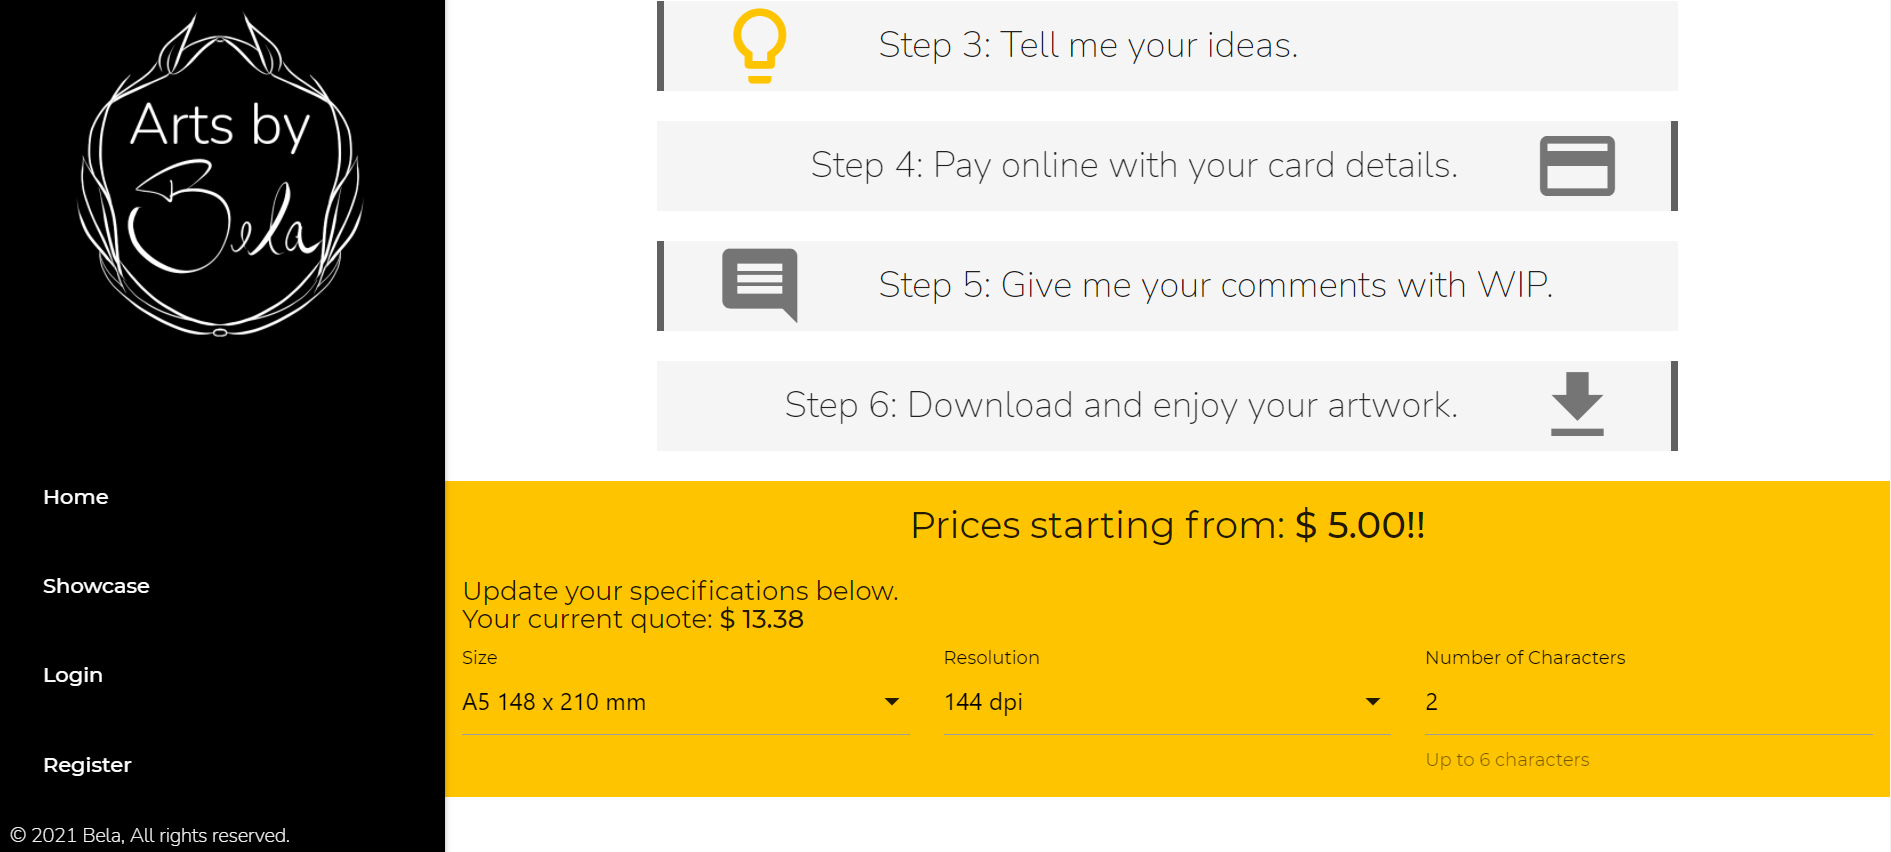 Arts by
Bela
Home
Showcase
Login
Register
© 2021 Bela, All rights reserved.
Step 3: Tell me your ideas.
Step 4: Pay online with your card details.
Step 5: Give me your comments with WIP.
Step 6: Download and enjoy your artwork.
Prices starting from: $ 5.00!!
Update your specifications below.
Your current quote: $ 13.38
Size
A5 148 x 210 mm
Resolution
144 dpi
Number of Characters
2
Up to 6 characters